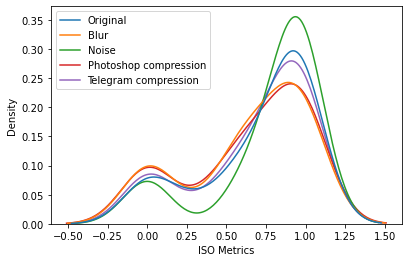 Original
Blur
Noise
Photoshop compression
Telegram compression
Density
0.35
0.30
0.25
0.20
0.15
0.10
0.05
0.00
−0.50 −0.25 0.00 0.25 0.50 0.75 1.00 1.25 1.50
ISO Metrics